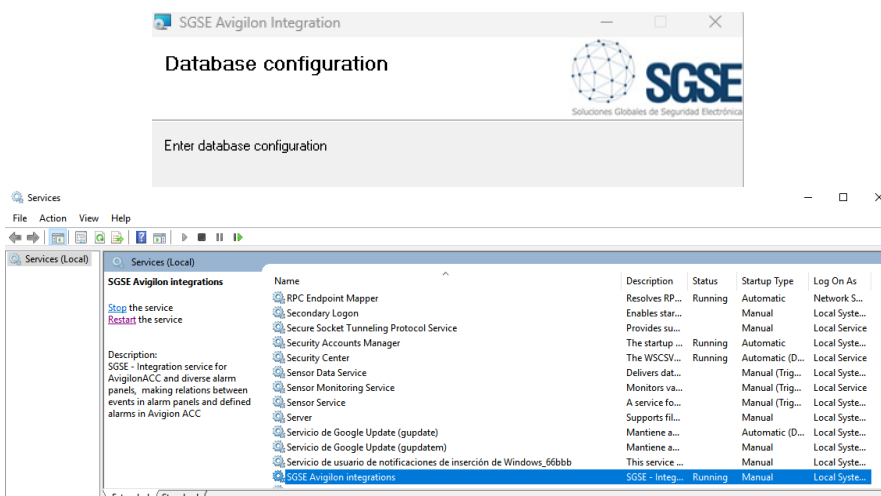 SGSE Avigilon Integration
Database configuration
SGSE
Soluciones Globales de Seguridad Electrónica
Enter database configuration
Services
File Action View Help
Services (Local)
Services (Local)
SGSE Avigilon integrations
Stop the service
Restart the service
Description:
SGSE - Integration service for
AvigilonACC and diverse alarm
panels, making relations between
events in alarm panels and defined
alarms in Avigion ACC
Name Description Status Startup Type Log On As
RPC Endpoint Mapper Resolves RP... Running Automatic Network S...
Secondary Logon Enables star... Manual Local Syste...
Secure Socket Tunneling Protocol Service Provides su... Manual Local Service
Security Accounts Manager The startup ... Running Automatic Local Syste...
Security Center The WSCSV... Running Automatic (D... Local Service
Sensor Data Service Delivers dat... Manual (Trig... Local Syste...
Sensor Monitoring Service Monitors va... Manual (Trig... Local Service
Sensor Service A service fo... Manual (Trig... Local Syste...
Server Supports fil... Manual Local Syste...
Servicio de Google Update (gupdate) Mantiene a... Automatic (D... Local Syste...
Servicio de Google Update (gupdatem) Mantiene a... Manual Local Syste...
Servicio de usuario de notificaciones de inserción de Windows_66bbb This service ... Manual Local Syste...
SGSE Avigilon integrations SGSE - Integ... Running Manual Local Syste...